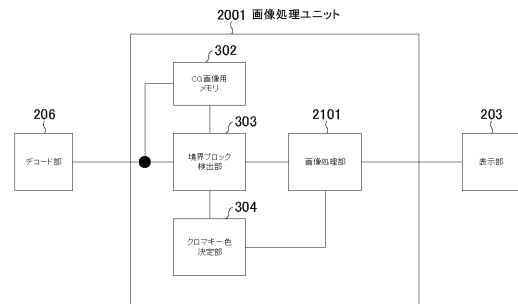 2001 画像処理ユニット
302
CG画像用
メモリ
206
デコード部
303
境界ブロック
検出部
2101
画像処理部
203
表示部
304
クロマキー色
決定部